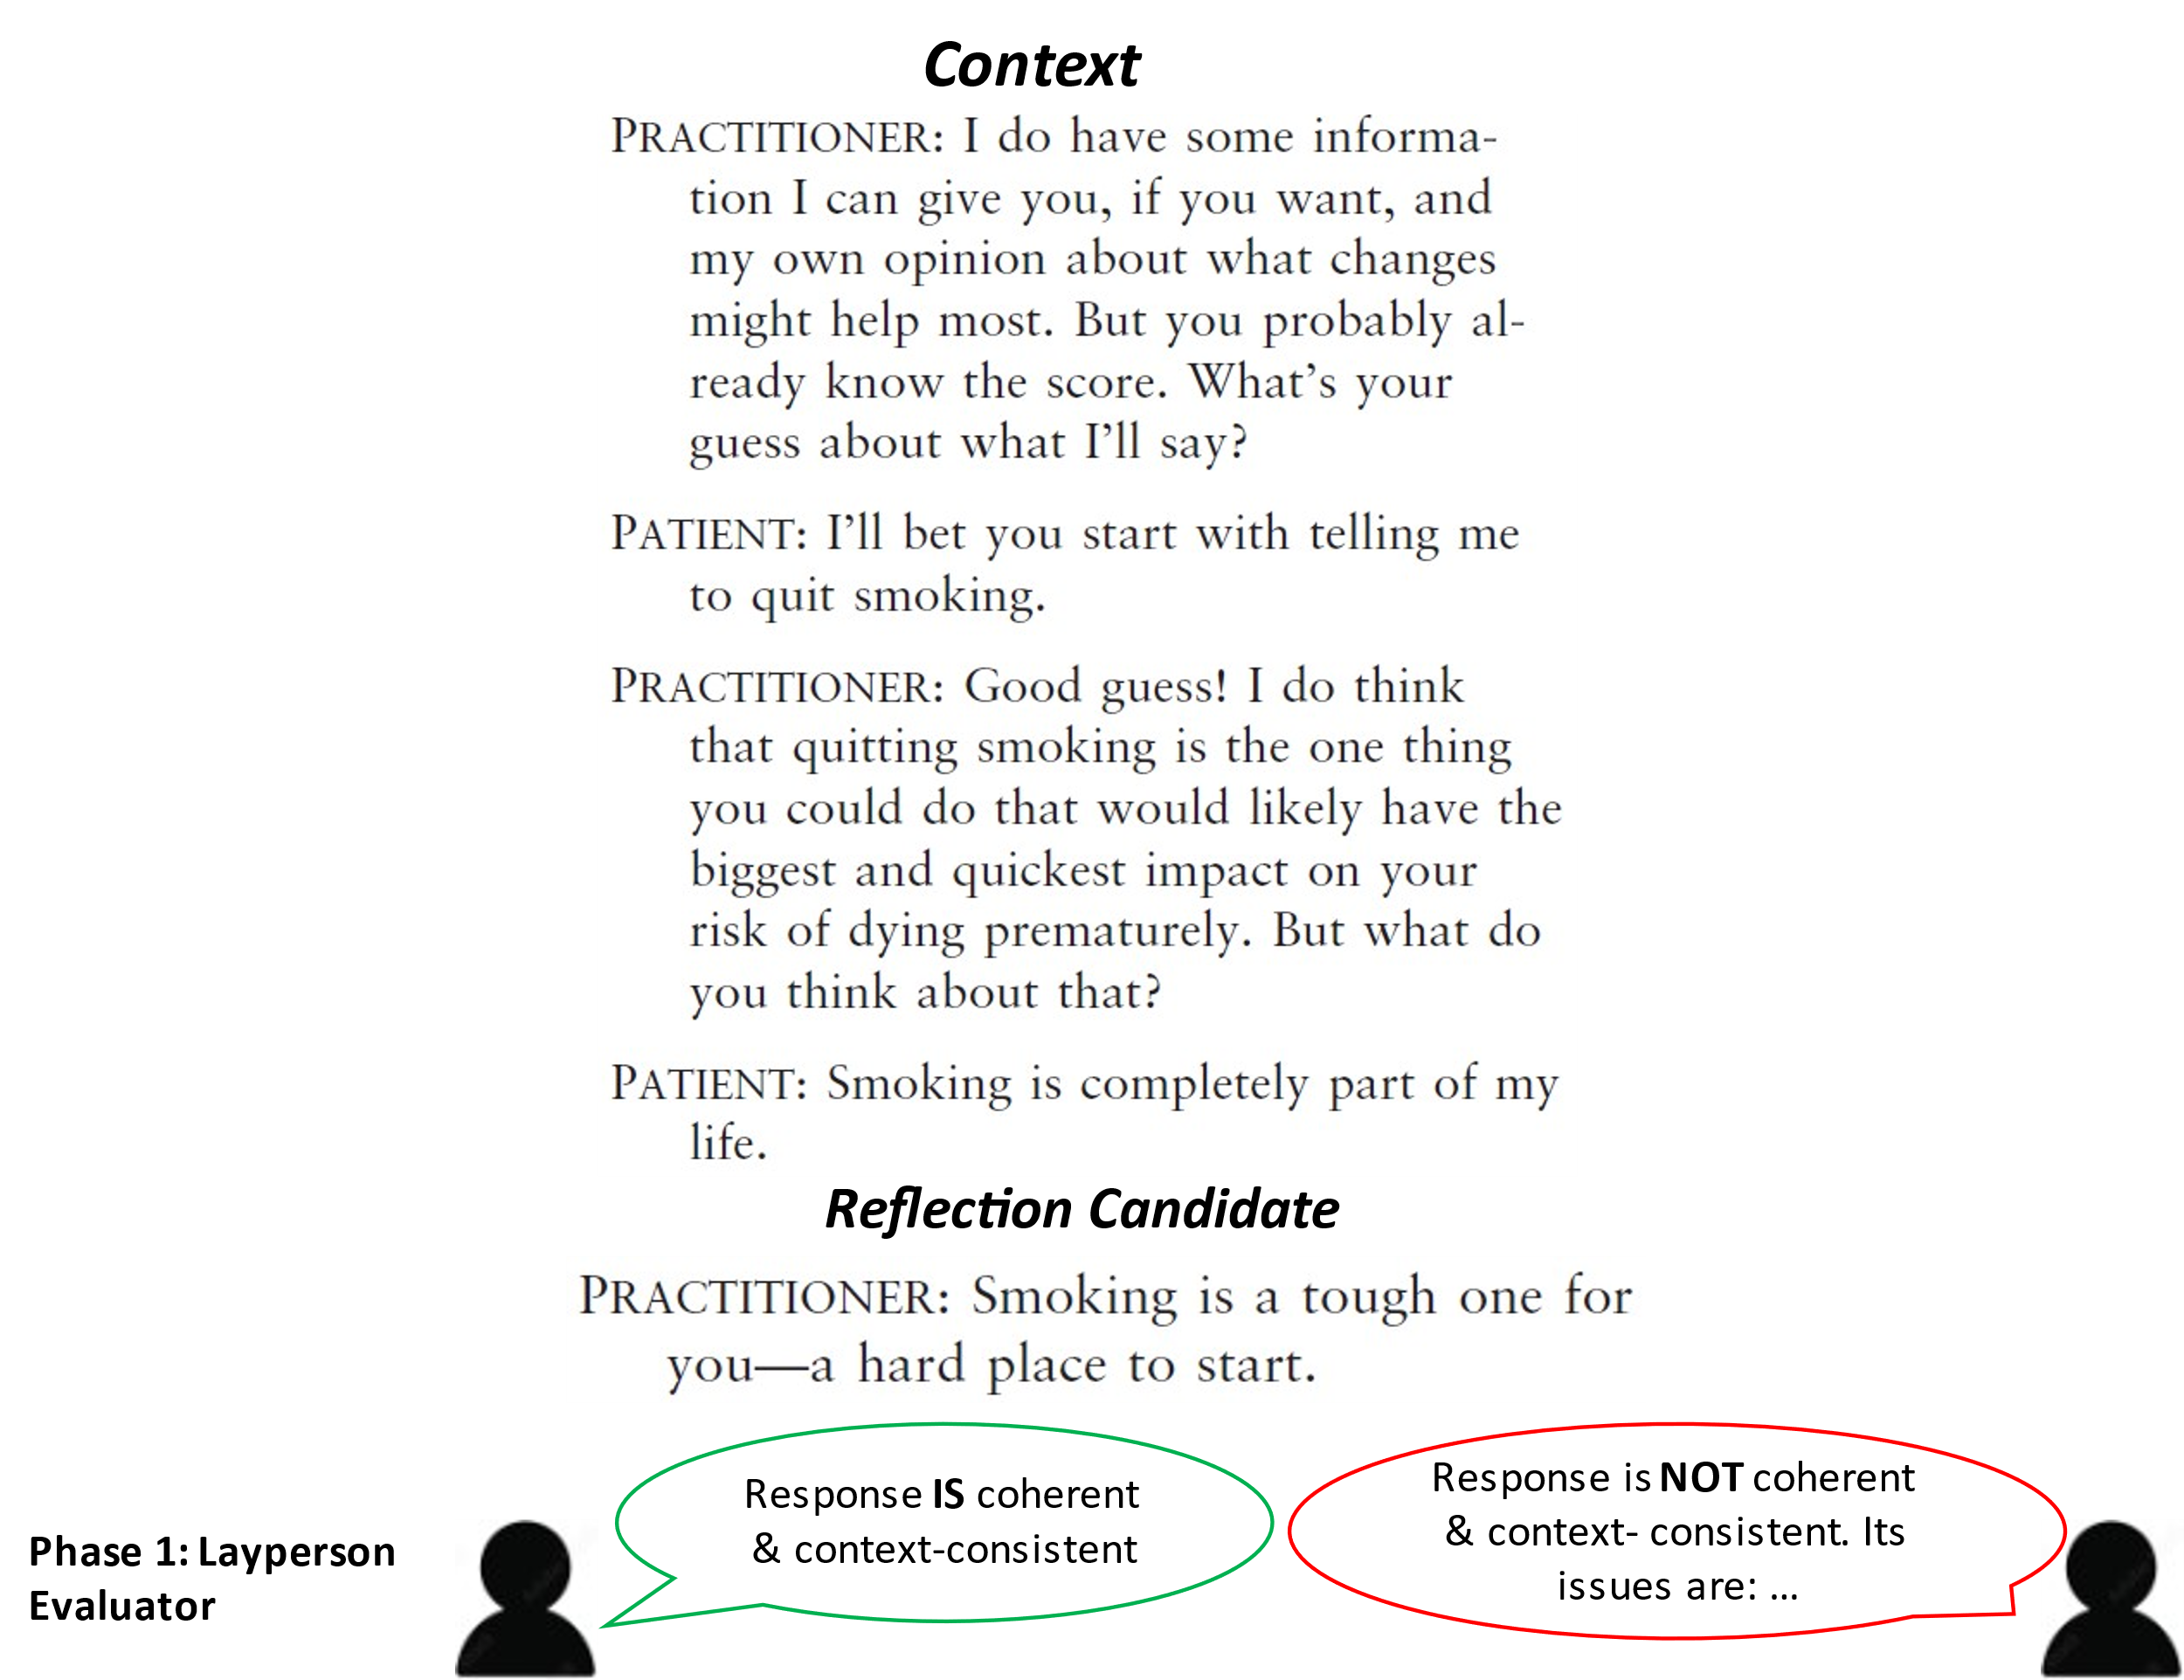 Context
PRACTITIONER: I do have some informa-
tion I can give you, if you want, and
my own opinion about what changes
might help most. But you probably al-
ready know the score. What's your
guess about what I'll say?
PATIENT: I'll bet you start with telling me
to quit smoking.
PRACTITIONER: Good guess! I do think
that quitting smoking is the one thing
you could do that would likely have the
biggest and quickest impact on your
risk of dying prematurely. But what do
you think about that?
PATIENT: Smoking is completely part of my
life.
Reflection Candidate
PRACTITIONER: Smoking is a tough one for
you—a hard place to start.
Phase 1: Layperson
Evaluator
Response IS coherent
& context-consistent
Response is NOT coherent
& context- consistent. Its
issues are: ...